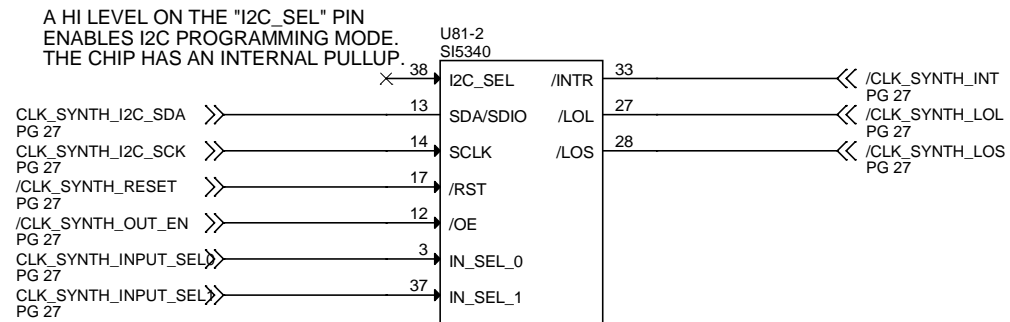 A HI LEVEL ON THE "I2C_SEL" PIN
ENABLES I2C PROGRAMMING MODE.
THE CHIP HAS AN INTERNAL PULLUP.
U81-2
SI5340
38 I2C_SEL /INTR 33 /CLK_SYNTH_INT
PG 27
CLK_SYNTH_I2C_SDA 13 SDA/SDIO /LOL 27 /CLK_SYNTH_LOL
PG 27 PG 27
CLK_SYNTH_I2C_SCK 14 SCLK /LOS 28 /CLK_SYNTH_LOS
PG 27 PG 27
/CLK_SYNTH_RESET 17 /RST
PG 27
/CLK_SYNTH_OUT_EN 12 /OE
PG 27
CLK_SYNTH_INPUT_SEL0 3 IN_SEL_0
PG 27
CLK_SYNTH_INPUT_SEL1 37 IN_SEL_1
PG 27